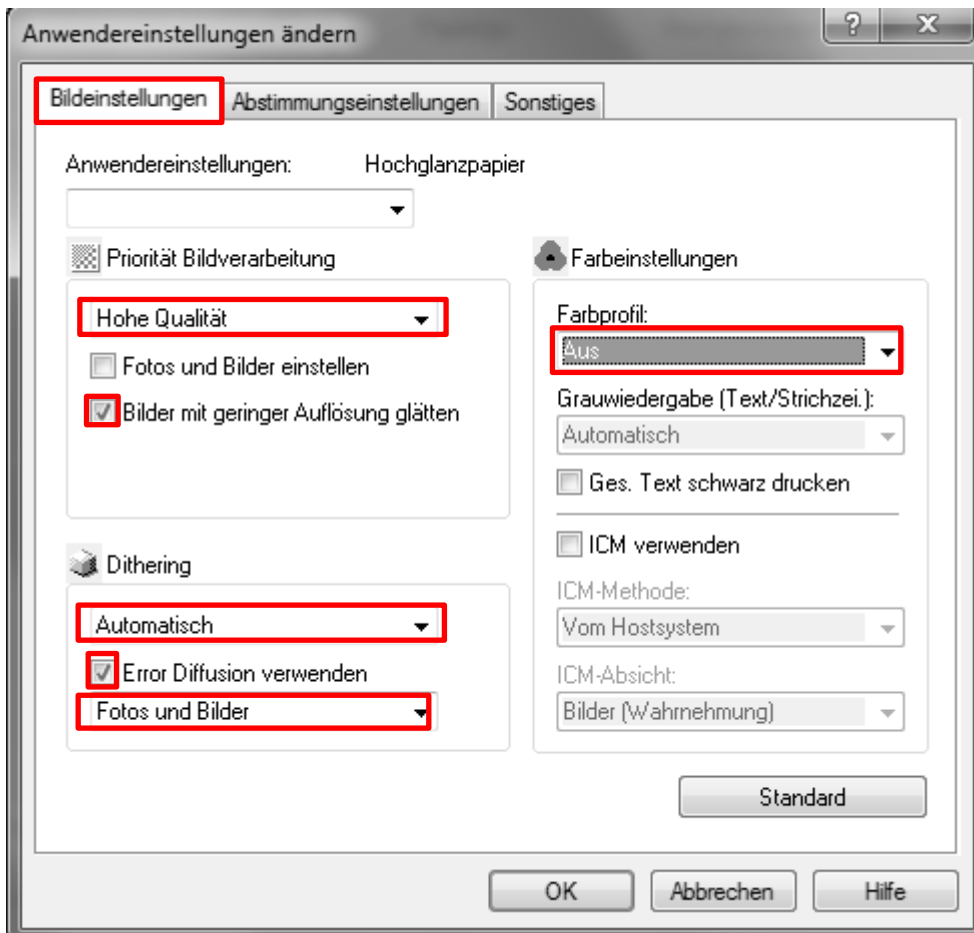 Anwendereinstellungen ändern
?
X
Bildeinstellungen
Abstimmungseinstellungen
Sonstiges
Anwendereinstellungen:
Hochglanzpapier
Priorität Bildverarbeitung
Hohe Qualität
Fotos und Bilder einstellen
Bilder mit geringer Auflösung glätten
Dithering
Automatisch
Error Diffusion verwenden
Fotos und Bilder
Farbeinstellungen
Farbprofil:
Aus
Grauwiedergabe (Text/Strichzei.):
Automatisch
Ges. Text schwarz drucken
ICM verwenden
ICM-Methode:
Vom Hostsystem
ICM-Absicht:
Bilder (Wahrnehmung)
Standard
OK
Abbrechen
Hilfe